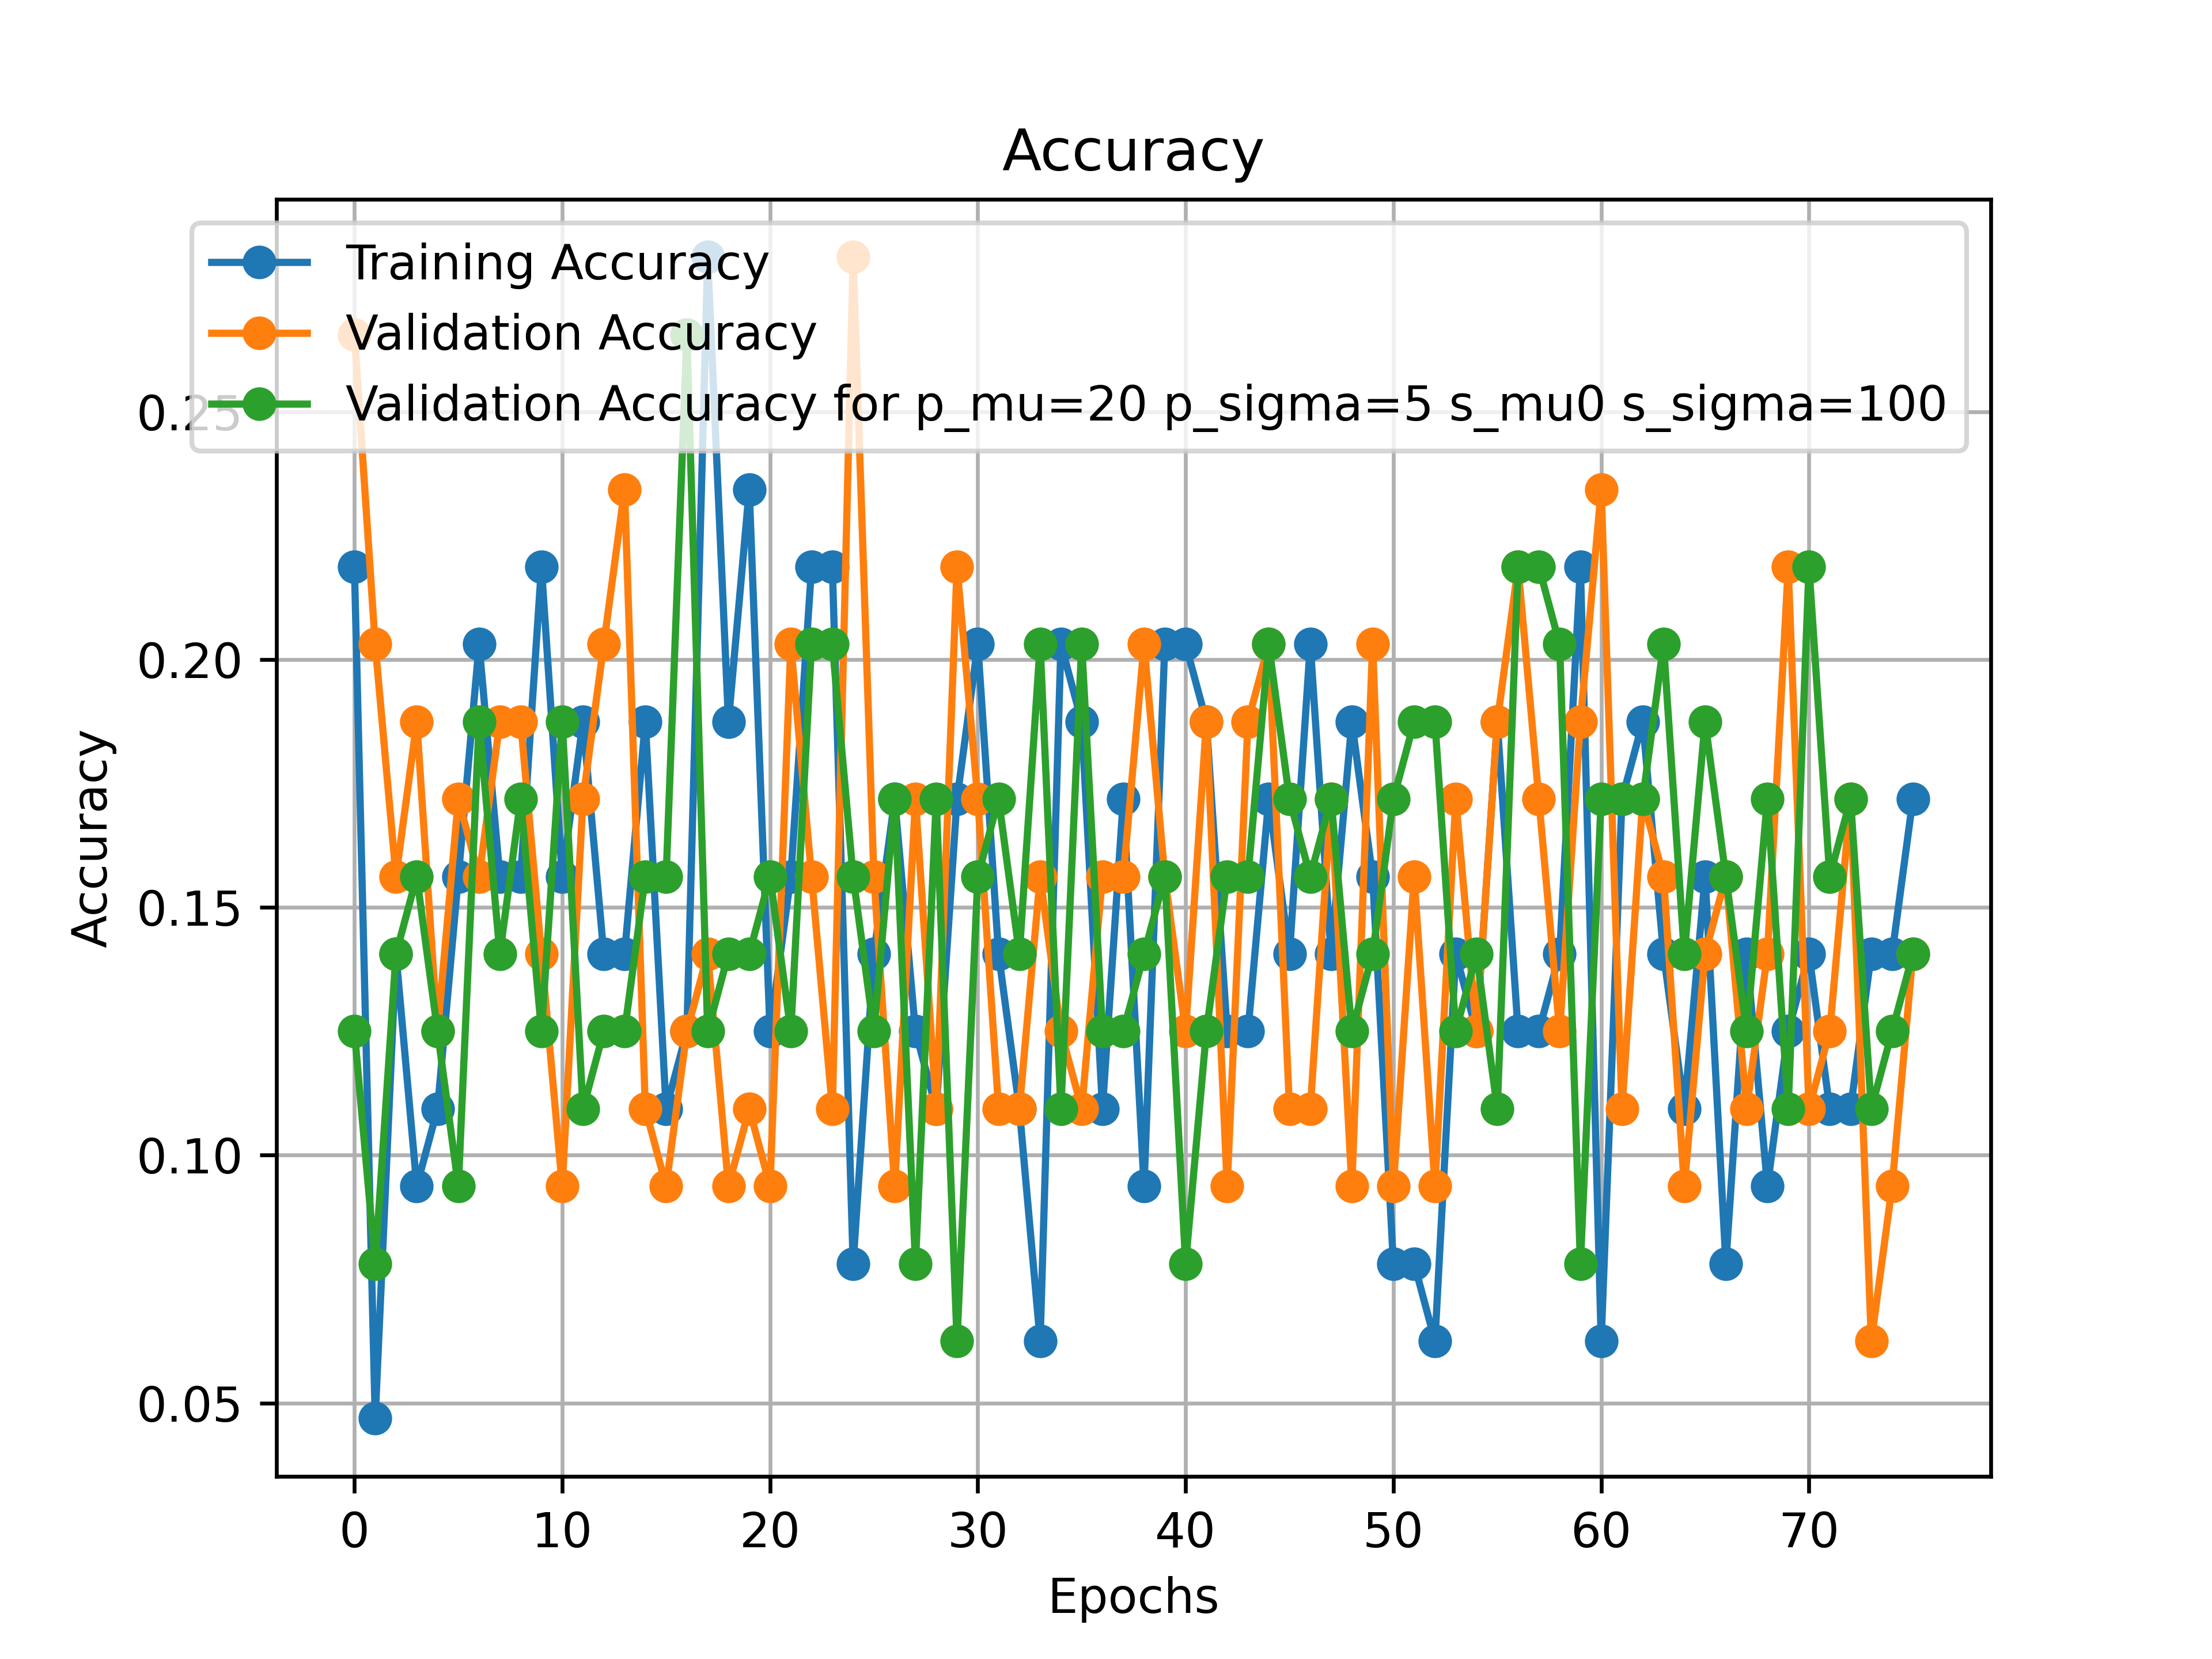 Accuracy
Training Accuracy
Validation Accuracy
Validation Accuracy for p_mu=20 p_sigma=5 s_mu0 s_sigma=100
Accuracy
0.25
0.20
0.15
0.10
0.05
0 10 20 30 40 50 60 70
Epochs